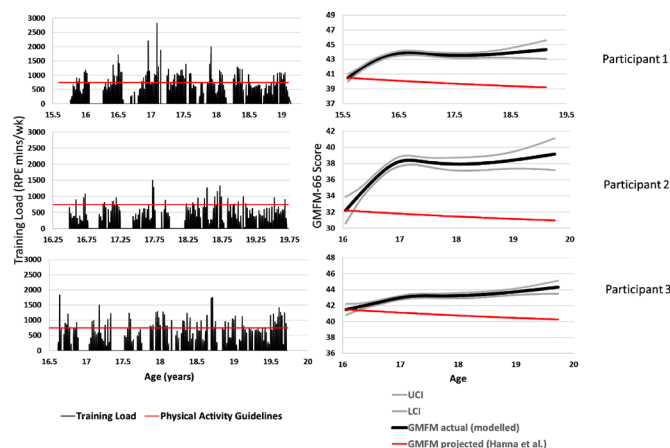 3000
2500
2000
1500
1000
500
0
15.5 16 16.5 17 17.5 18 18.5 19
45
43
41
39
37
15.5 16.5 17.5 18.5 19.5
Participant 1
Training Load (RPE mins/wk)
3000
2500
2000
1500
1000
500
0
16.25 16.75 17.25 17.75 18.25 18.75 19.25 19.75
GMFM-66 Score
42
40
38
36
34
32
30
28
16 17 18 19 20
Participant 2
3000
2500
2000
1500
1000
500
0
16.5 17 17.5 18 18.5 19 19.5 20
Age (years)
46
44
42
40
38
36
16 17 18 19 20
Age
Participant 3
Training Load Physical Activity Guidelines
UCI
LCI
GMFM actual (modelled)
GMFM projected (Hanna et al.)